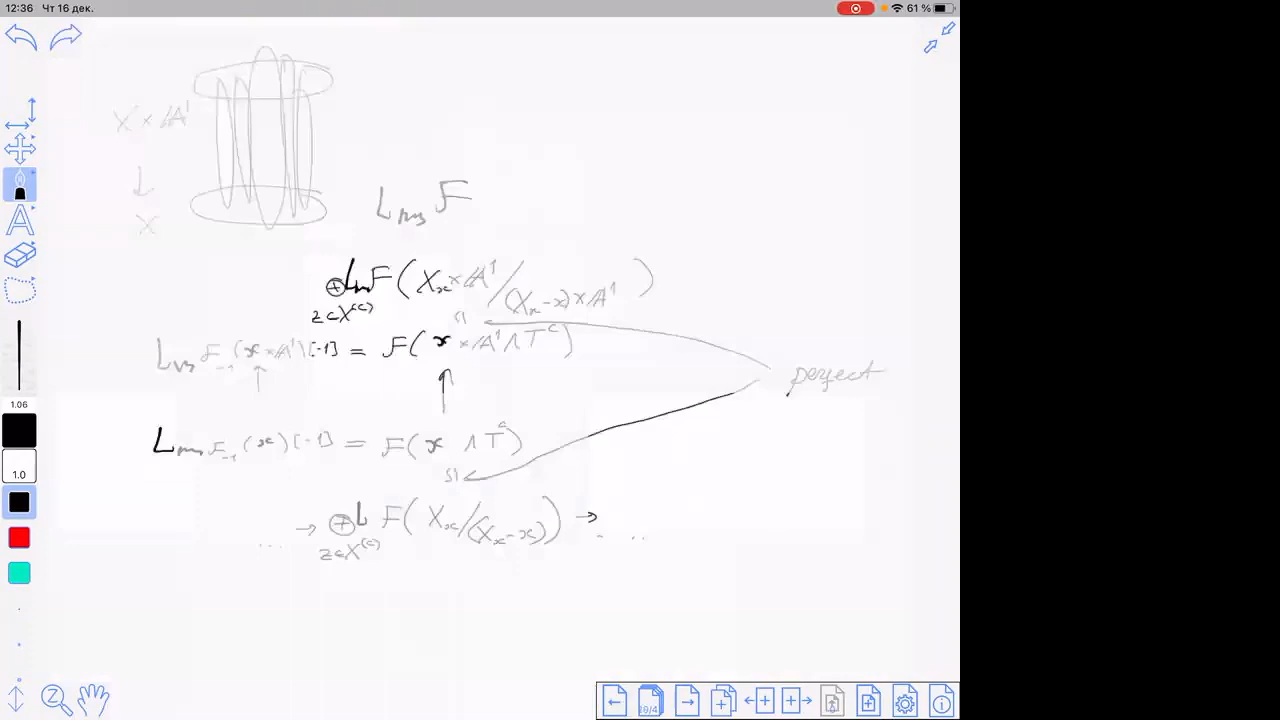 12:36 Чт 16 дек. 61 %
X × A¹
↓
X
L_nis F
⊕ L_nis F(X_x × A¹/(X_x − x) × A¹)
z ∈ X^(c)
L_nis F_-1(x × A¹)[-1] = F(x × A¹ ∧ T^c)
perfect
L_nis F_-1(x)[-1] = F(x ∧ T^c)
... → ⊕ L F(X_x/(X_x − x)) → ...
z ∈ X^(c)
1.06
1.0
A
Z